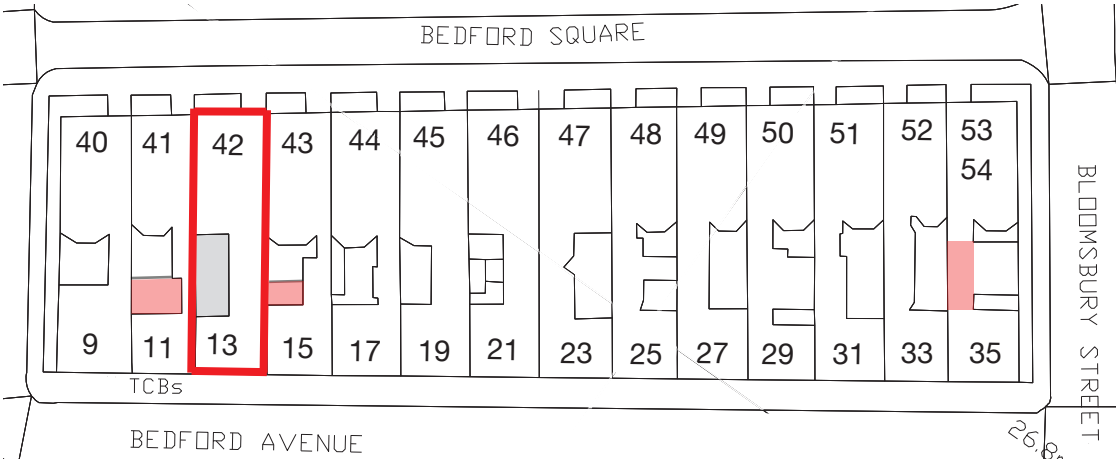 BEDFORD SQUARE
40 41 42 43 44 45 46 47 48 49 50 51 52 53
54
9 11 13 15 17 19 21 23 25 27 29 31 33 35
TCBs
BEDFORD AVENUE
BLOOMSBURY STREET